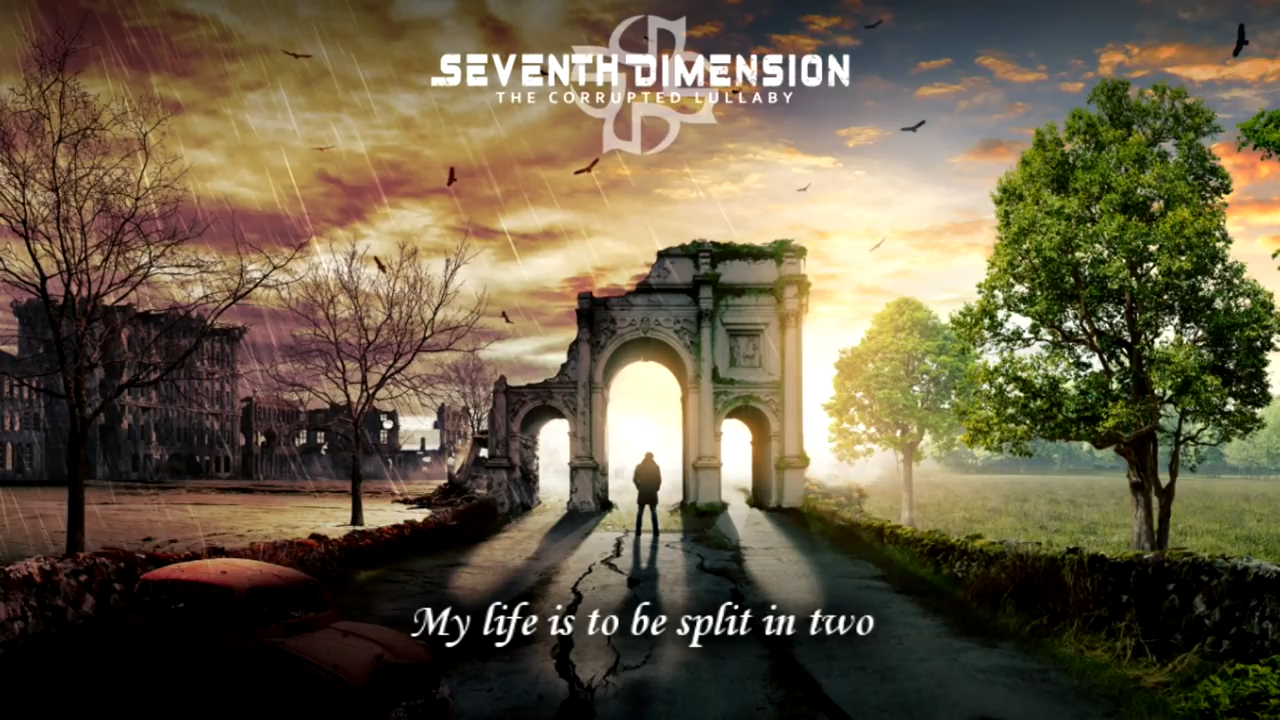 SEVENTH DIMENSION
THE CORRUPTED LULLABY
My life is to be split in two